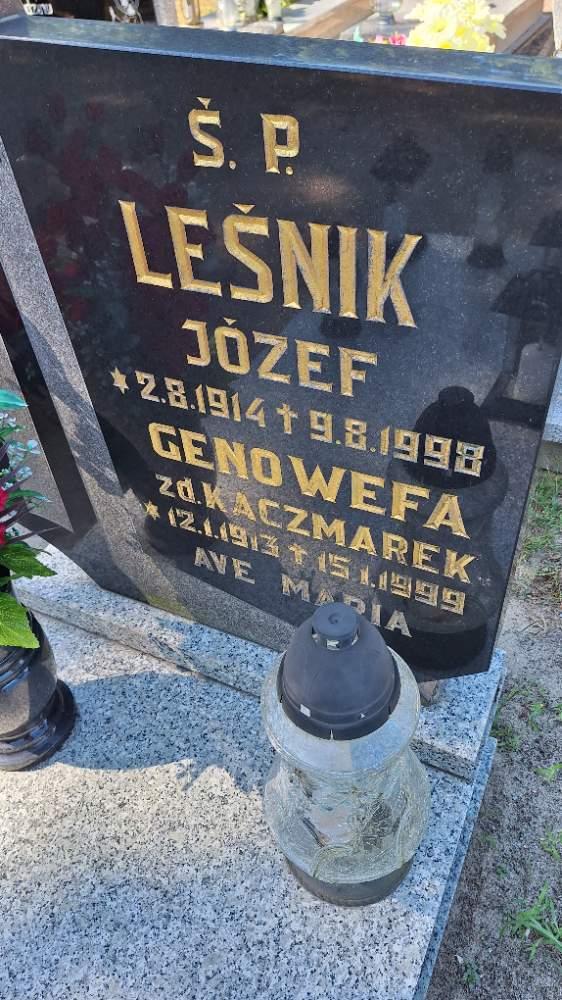 Ś. P.
LEŚNIK
JÓZEF
* 2.8.1914 † 9.8.1998
GENOWEFA
zd. KACZMAREK
* 12.1.1913 † 15.1.1999
AVE MARIA